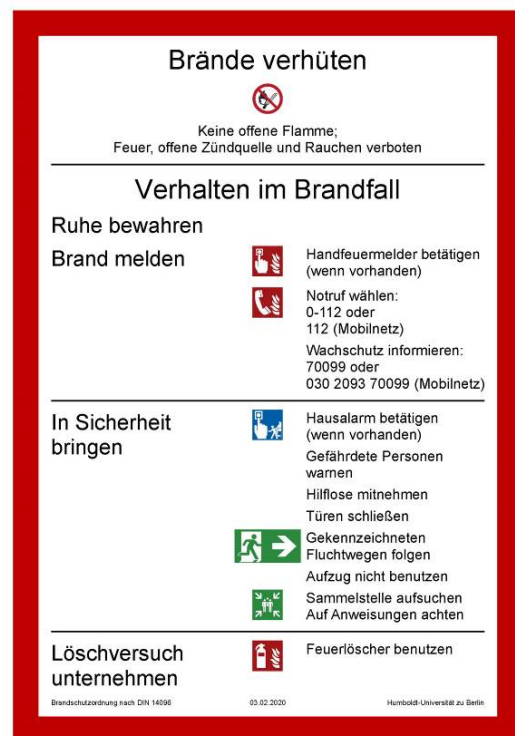 Brände verhüten
Keine offene Flamme;
Feuer, offene Zündquelle und Rauchen verboten
Verhalten im Brandfall
Ruhe bewahren
Brand melden
Handfeuermelder betätigen
(wenn vorhanden)
Notruf wählen:
0-112 oder
112 (Mobilnetz)
Wachschutz informieren:
70099 oder
030 2093 70099 (Mobilnetz)
In Sicherheit
bringen
Hausalarm betätigen
(wenn vorhanden)
Gefährdete Personen
warnen
Hilflose mitnehmen
Türen schließen
Gekennzeichneten
Fluchtwegen folgen
Aufzug nicht benutzen
Sammelstelle aufsuchen
Auf Anweisungen achten
Löschversuch
unternehmen
Feuerlöscher benutzen
Brandschutzordnung nach DIN 14096
03.02.2020
Humboldt-Universität zu Berlin